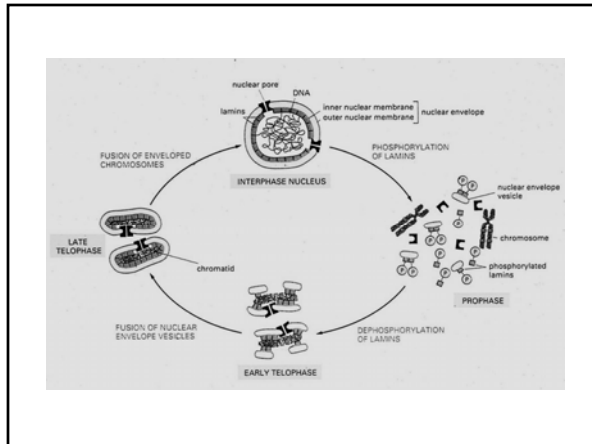 nuclear pore
DNA
lamins
inner nuclear membrane
outer nuclear membrane
nuclear envelope
INTERPHASE NUCLEUS
FUSION OF ENVELOPED
CHROMOSOMES
PHOSPHORYLATION
OF LAMINS
nuclear envelope
vesicle
chromosome
phosphorylated
lamins
P
P
P
P
P
P
P
P
P
PROPHASE
LATE
TELOPHASE
chromatid
FUSION OF NUCLEAR
ENVELOPE VESICLES
DEPHOSPHORYLATION
OF LAMINS
EARLY TELOPHASE